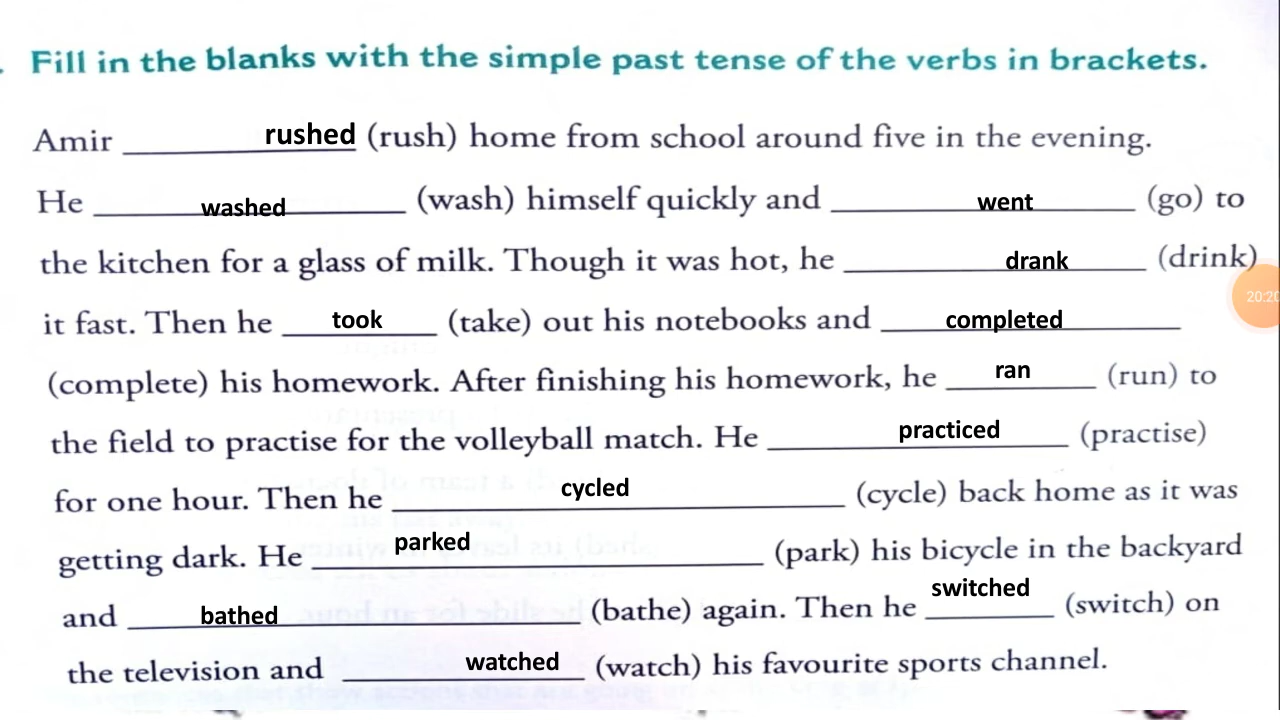 . Fill in the blanks with the simple past tense of the verbs in brackets.
Amir rushed (rush) home from school around five in the evening.
He washed (wash) himself quickly and went (go) to
the kitchen for a glass of milk. Though it was hot, he drank (drink)
it fast. Then he took (take) out his notebooks and completed
(complete) his homework. After finishing his homework, he ran (run) to
the field to practise for the volleyball match. He practiced (practise)
for one hour. Then he cycled (cycle) back home as it was
getting dark. He parked (park) his bicycle in the backyard
and bathed (bathe) again. Then he switched (switch) on
the television and watched (watch) his favourite sports channel.
20:20